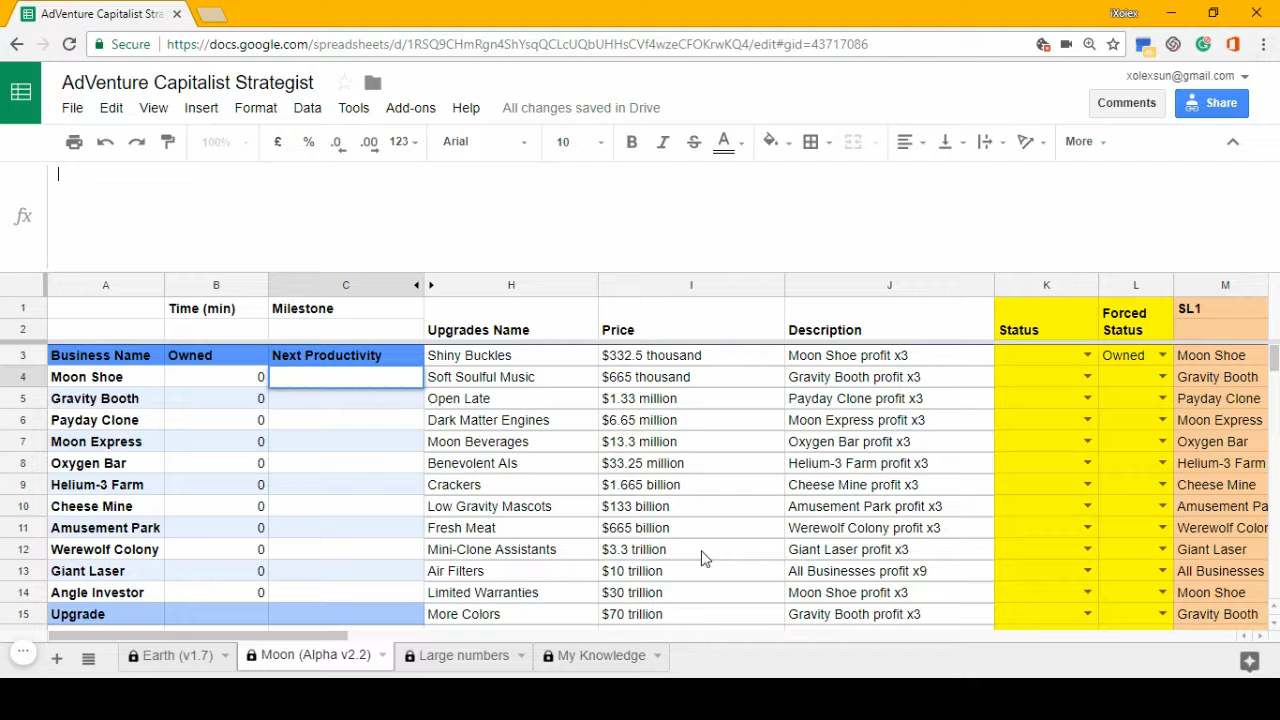 AdVenture Capitalist Stra
iXolex
Secure
AdVenture Capitalist Strategist
File Edit View Insert Format Data Tools Add-ons Help All changes saved in Drive
xolexsun@gmail.com
Comments
Share
100% £ % .0 .00 123 Arial 10 B I S A More
fx
A B C H I J K L M
1 Time (min) Milestone Forced Status SL1
2 Upgrades Name Price Description Status
3 Business Name Owned Next Productivity Shiny Buckles $332.5 thousand Moon Shoe profit x3 Owned Moon Shoe
4 Moon Shoe 0 Soft Soulful Music $665 thousand Gravity Booth profit x3 Gravity Booth
5 Gravity Booth 0 Open Late $1.33 million Payday Clone profit x3 Payday Clone
6 Payday Clone 0 Dark Matter Engines $6.65 million Moon Express profit x3 Moon Express
7 Moon Express 0 Moon Beverages $13.3 million Oxygen Bar profit x3 Oxygen Bar
8 Oxygen Bar 0 Benevolent AIs $33.25 million Helium-3 Farm profit x3 Helium-3 Farm
9 Helium-3 Farm 0 Crackers $1.665 billion Cheese Mine profit x3 Cheese Mine
10 Cheese Mine 0 Low Gravity Mascots $133 billion Amusement Park profit x3 Amusement Pa
11 Amusement Park 0 Fresh Meat $665 billion Werewolf Colony profit x3 Werewolf Color
12 Werewolf Colony 0 Mini-Clone Assistants $3.3 trillion Giant Laser profit x3 Giant Laser
13 Giant Laser 0 Air Filters $10 trillion All Businesses profit x9 All Businesses
14 Angle Investor 0 Limited Warranties $30 trillion Moon Shoe profit x3 Moon Shoe
15 Upgrade More Colors $70 trillion Gravity Booth profit x3 Gravity Booth
Earth (v1.7) Moon (Alpha v2.2) Large numbers My Knowledge